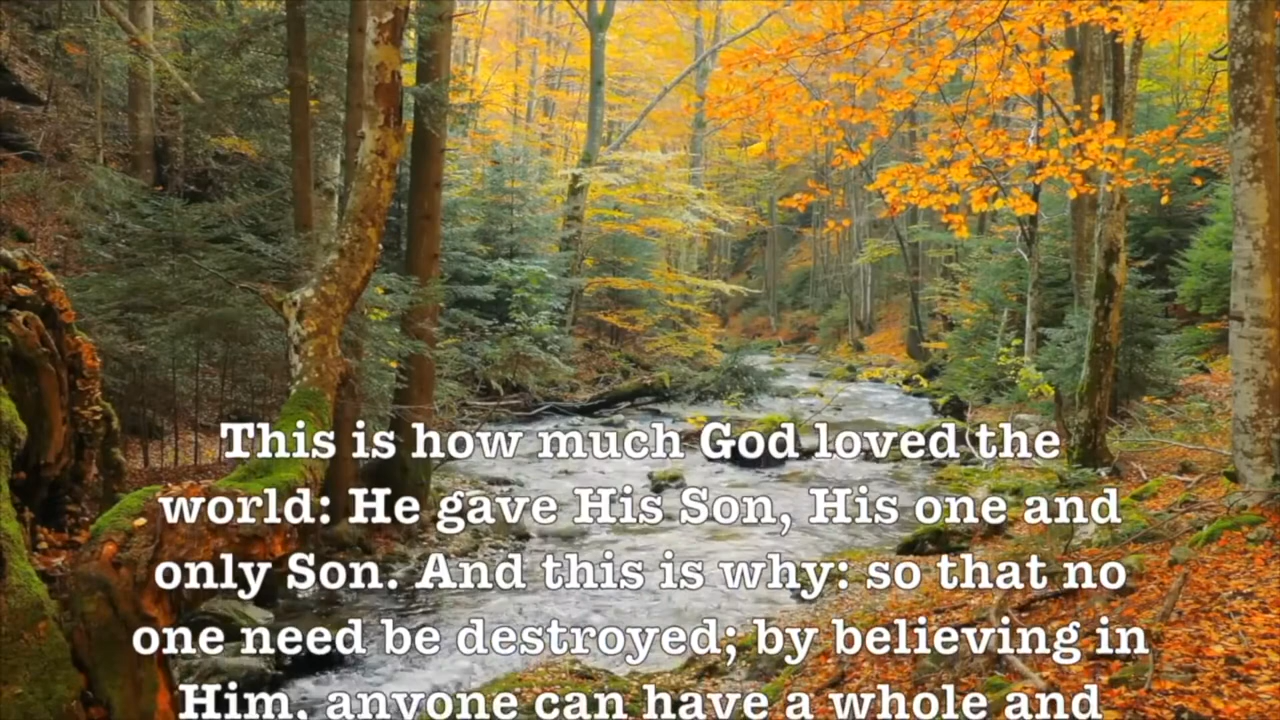 This is how much God loved the
world: He gave His Son, His one and
only Son. And this is why: so that no
one need be destroyed; by believing in
Him, anyone can have a whole and